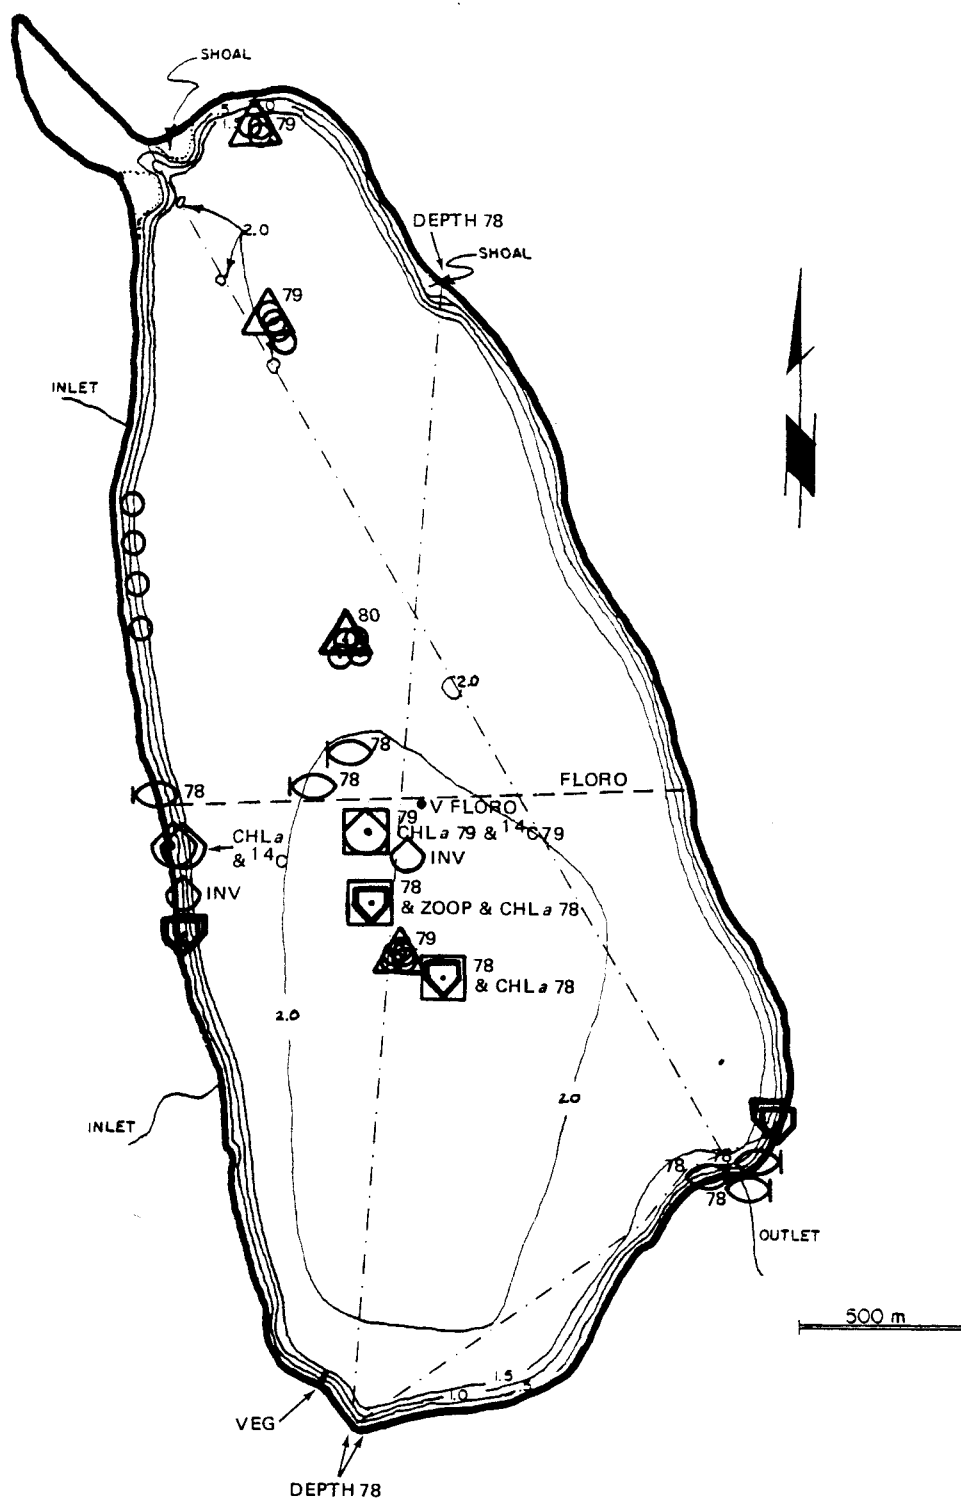 SHOAL
.5
0
1.5
79
DEPTH 78
2.0
SHOAL
79
INLET
80
2.0
78
78
FLORO
78
V FLORO
79
CHLa 79 & ¹⁴C79
CHLa
& ¹⁴C
INV
78
INV
& ZOOP & CHLa 78
79
78
& CHLa 78
2.0
2.0
INLET
78
78
78
OUTLET
500 m
1.5
.5
1.0
VEG
DEPTH 78